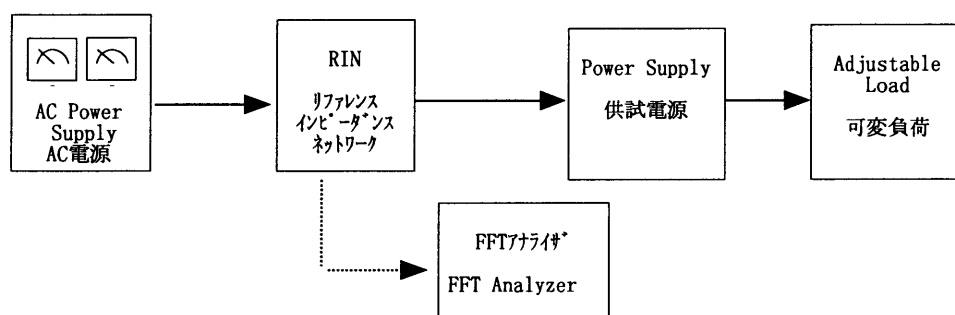 AC Power
Supply
AC電源
RIN
リファレンス
インピーダンス
ネットワーク
Power Supply
供試電源
Adjustable
Load
可変負荷
FFTアナライザ
FFT Analyzer